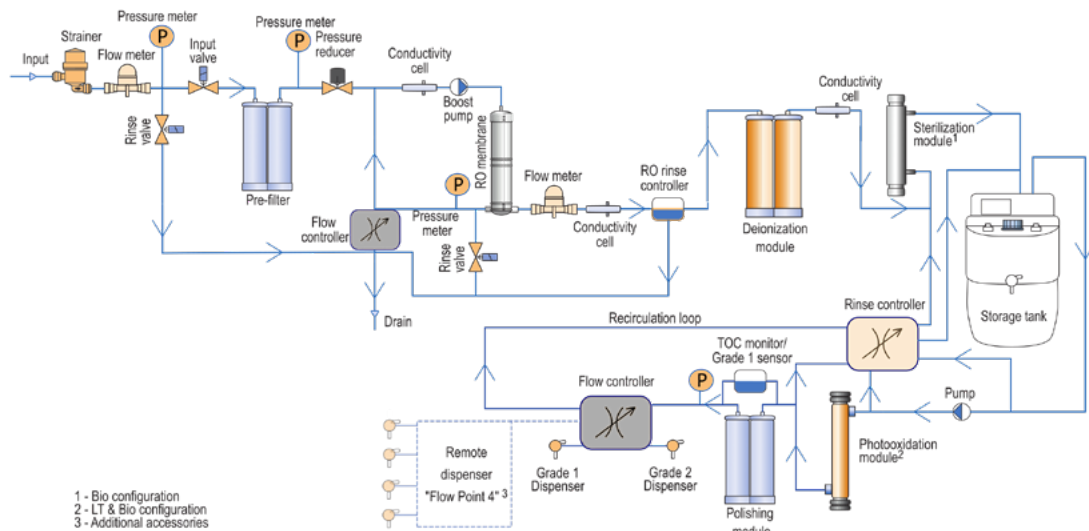 Pressure meter
Strainer
P
Input
Flow meter
Input
valve
Rinse
valve
Pressure meter
P
Pressure
reducer
Pre-filter
Conductivity
cell
Boost
pump
RO membrane
Flow
controller
P
Pressure
meter
Rinse
valve
Flow meter
Conductivity
cell
RO rinse
controller
Drain
Deionization
module
Conductivity
cell
Sterilization
module1
Storage tank
Rinse controller
Recirculation loop
TOC monitor/
Grade 1 sensor
P
Flow controller
Pump
Photooxidation
module2
Polishing
module
Grade 1
Dispenser
Grade 2
Dispenser
Remote
dispenser
"Flow Point 4" 3
1 - Bio configuration
2 - LT & Bio configuration
3 - Additional accessories